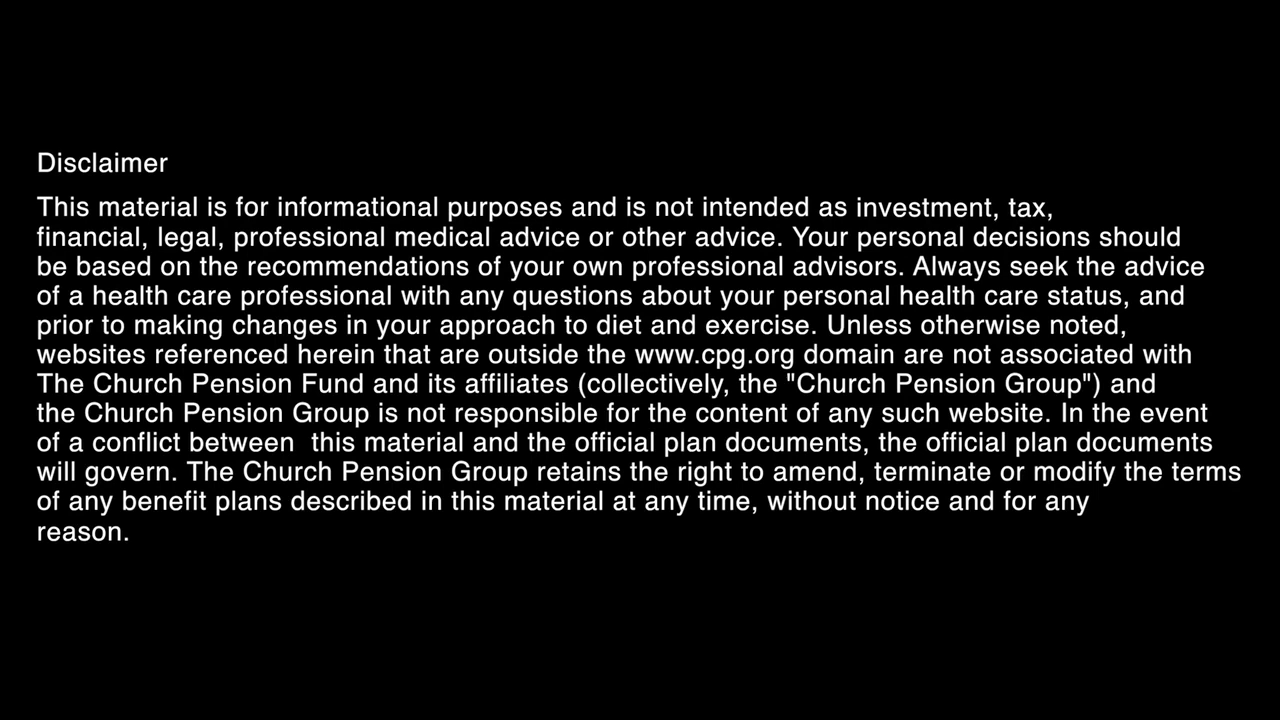 Disclaimer
This material is for informational purposes and is not intended as investment, tax,
financial, legal, professional medical advice or other advice. Your personal decisions should
be based on the recommendations of your own professional advisors. Always seek the advice
of a health care professional with any questions about your personal health care status, and
prior to making changes in your approach to diet and exercise. Unless otherwise noted,
websites referenced herein that are outside the www.cpg.org domain are not associated with
The Church Pension Fund and its affiliates (collectively, the "Church Pension Group") and
the Church Pension Group is not responsible for the content of any such website. In the event
of a conflict between  this material and the official plan documents, the official plan documents
will govern. The Church Pension Group retains the right to amend, terminate or modify the terms
of any benefit plans described in this material at any time, without notice and for any
reason.